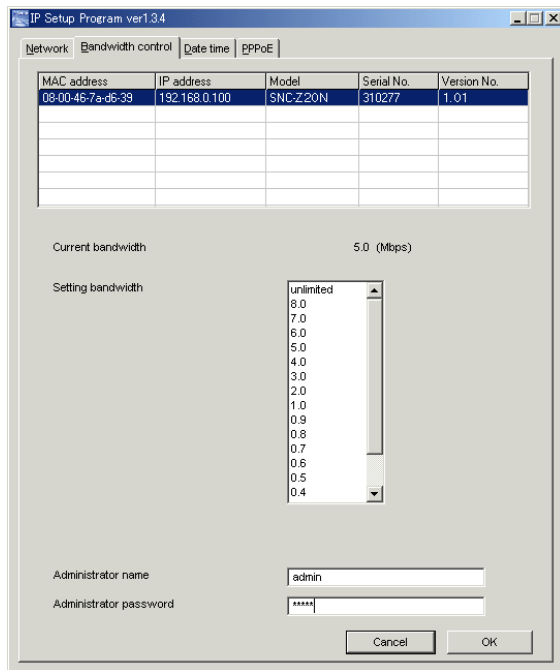 IP Setup Program ver1.3.4
Network Bandwidth control Date time PPPoE
MAC address IP address Model Serial No. Version No.
08-00-46-7a-d6-39 192.168.0.100 SNC-Z20N 310277 1.01
Current bandwidth 5.0 (Mbps)
Setting bandwidth unlimited
8.0
7.0
6.0
5.0
4.0
3.0
2.0
1.0
0.9
0.8
0.7
0.6
0.5
0.4
Administrator name admin
Administrator password *****
Cancel OK